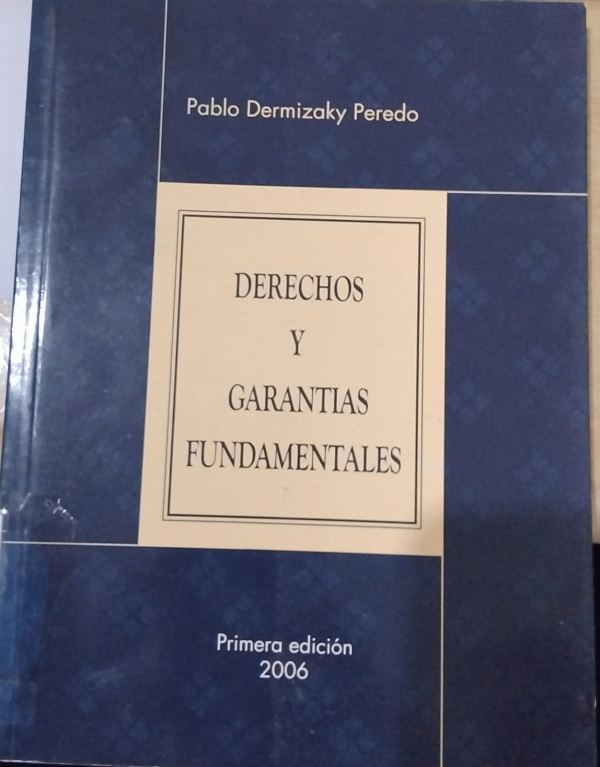 Pablo Dermizaky Peredo
DERECHOS
Y
GARANTIAS
FUNDAMENTALES
Primera edición
2006